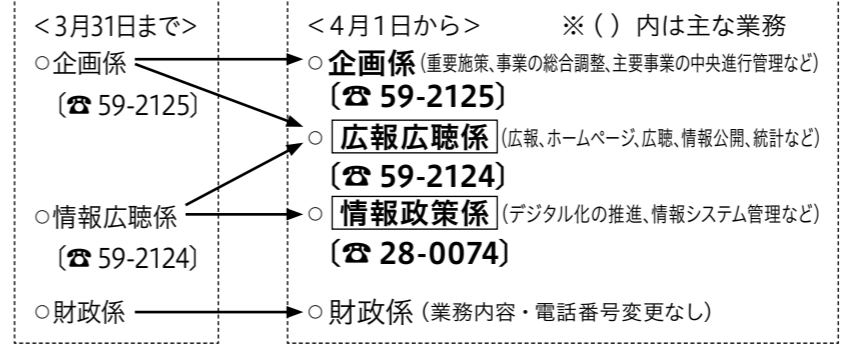 <3月31日まで>
○企画係
〔☎ 59-2125〕
○情報広聴係
〔☎ 59-2124〕
○財政係
<4月1日から> ※( ) 内は主な業務
○企画係(重要施策、事業の総合調整、主要事業の中央進行管理など)
〔☎ 59-2125〕
○広報広聴係(広報、ホームページ、広聴、情報公開、統計など)
〔☎ 59-2124〕
○情報政策係(デジタル化の推進、情報システム管理など)
〔☎ 28-0074〕
○財政係(業務内容・電話番号変更なし)